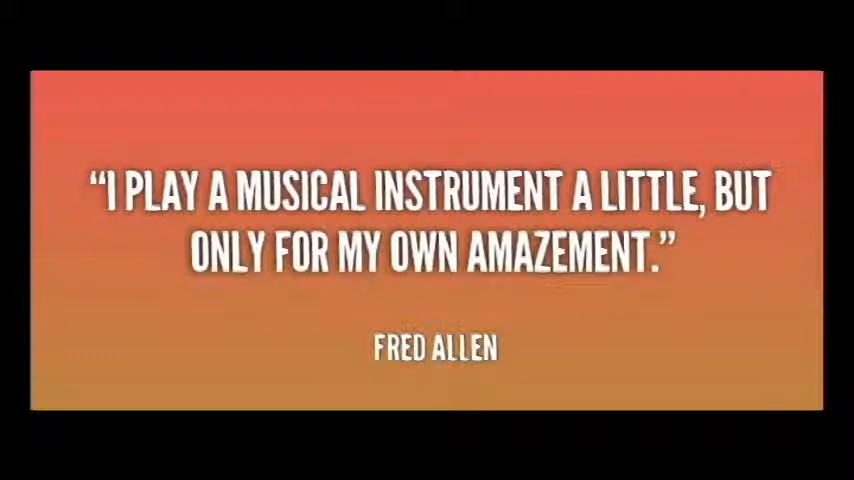 “I PLAY A MUSICAL INSTRUMENT A LITTLE, BUT
ONLY FOR MY OWN AMAZEMENT.”
FRED ALLEN